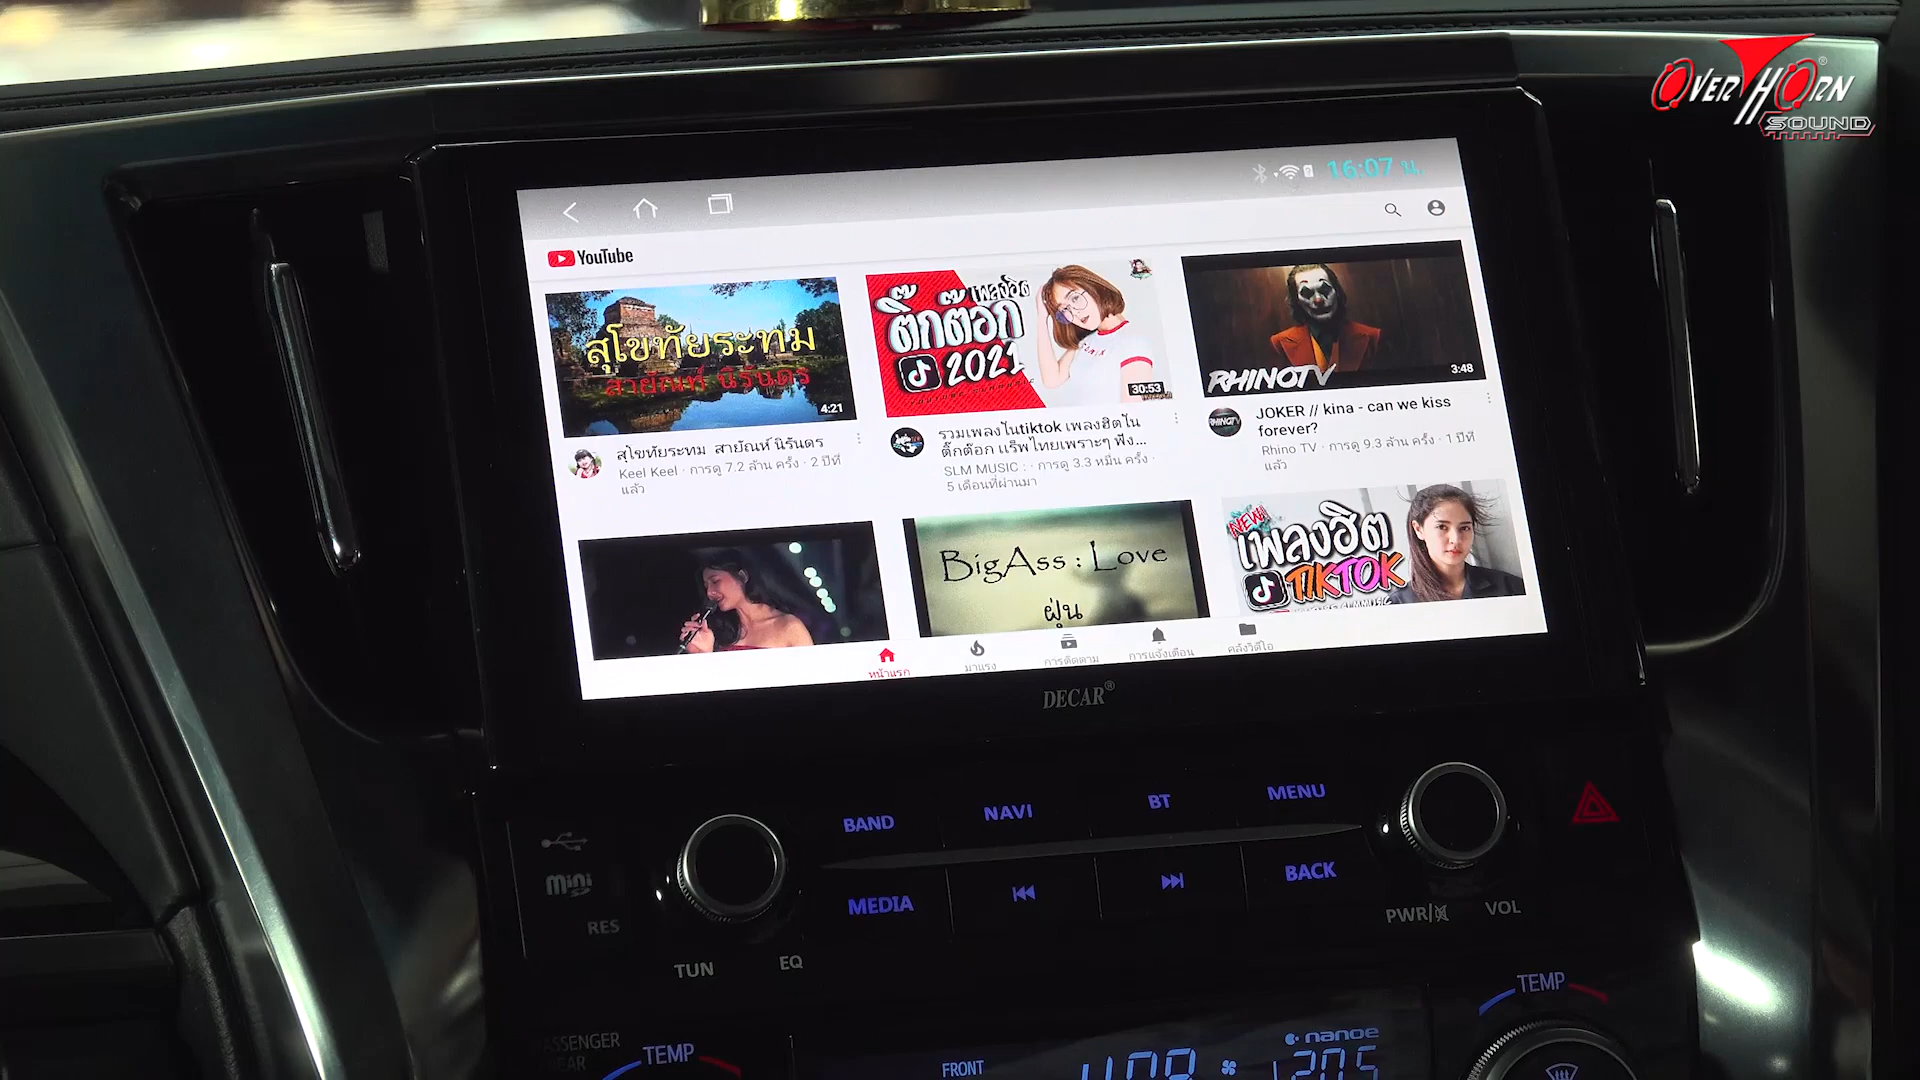 OVER HORN®
SOUND
16:07 น.
YouTube
สุโขทัยระทม
สายัณห์ นิรันดร
4:21
เพลงฮิต
ติ๊กต๊อก
2021
30:53
RHINOTV
3:48
สุโขทัยระทม สายัณห์ นิรันดร
Keel Keel · การดู 7.2 ล้าน ครั้ง · 2 ปีที่
แล้ว
รวมเพลงในtiktok เพลงฮิตใน
ติ๊กต๊อก แร็พไทยเพราะๆ ฟัง...
SLM MUSIC : · การดู 3.3 หมื่น ครั้ง ·
5 เดือนที่ผ่านมา
JOKER // kina - can we kiss
forever?
Rhino TV · การดู 9.3 ล้าน ครั้ง · 1 ปีที่
แล้ว
BigAss : Love
ฝุ่น
NEW!
เพลงฮิต
TIKTOK
หน้าแรก
มาแรง
การติดตาม
การแจ้งเตือน
คลังวิดีโอ
DECAR®
BAND
NAVI
BT
MENU
MEDIA
BACK
mini
RES
TUN
EQ
PWR/
VOL
TEMP
TEMP
FRONT
nanoe